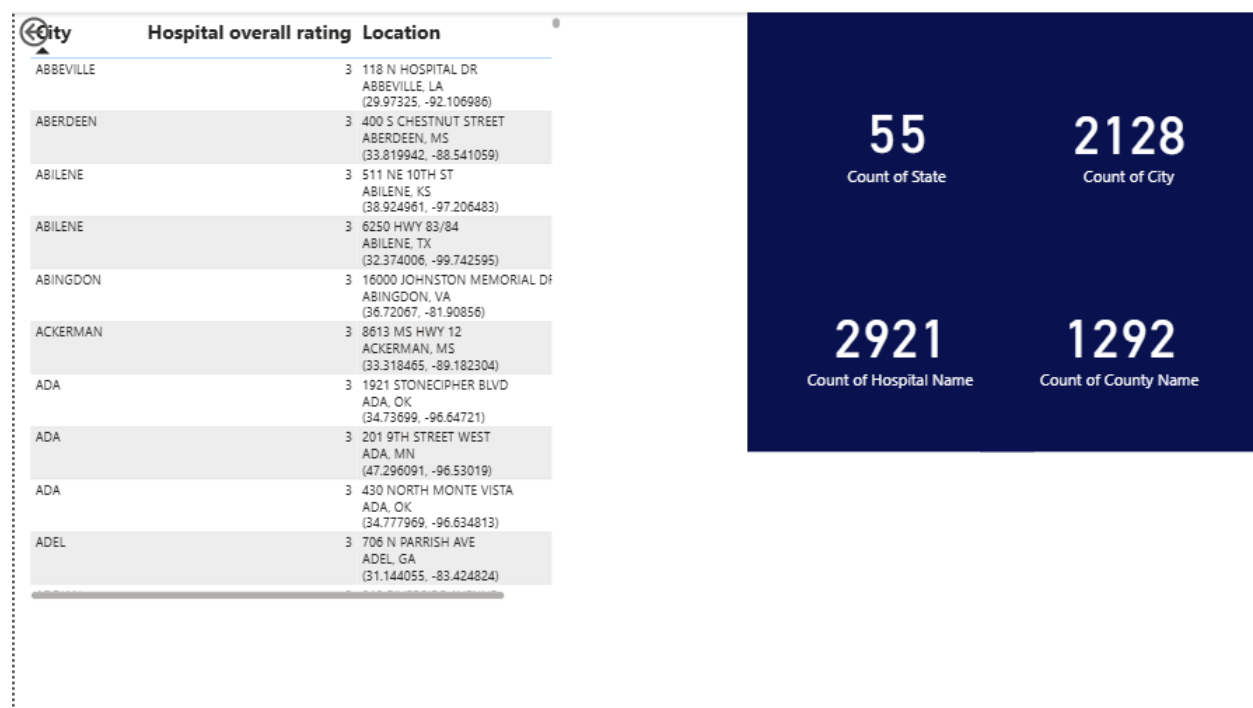 City Hospital overall rating Location
ABBEVILLE 3 118 N HOSPITAL DR
ABBEVILLE, LA
(29.97325, -92.106986)
ABERDEEN 3 400 S CHESTNUT STREET
ABERDEEN, MS
(33.819942, -88.541059)
ABILENE 3 511 NE 10TH ST
ABILENE, KS
(38.924961, -97.206483)
ABILENE 3 6250 HWY 83/84
ABILENE, TX
(32.374006, -99.742595)
ABINGDON 3 16000 JOHNSTON MEMORIAL DR
ABINGDON, VA
(36.72067, -81.90856)
ACKERMAN 3 8613 MS HWY 12
ACKERMAN, MS
(33.318465, -89.182304)
ADA 3 1921 STONECIPHER BLVD
ADA, OK
(34.73699, -96.64721)
ADA 3 201 9TH STREET WEST
ADA, MN
(47.296091, -96.53019)
ADA 3 430 NORTH MONTE VISTA
ADA, OK
(34.777969, -96.634813)
ADEL 3 706 N PARRISH AVE
ADEL, GA
(31.144055, -83.424824)
55 2128
Count of State Count of City
2921 1292
Count of Hospital Name Count of County Name